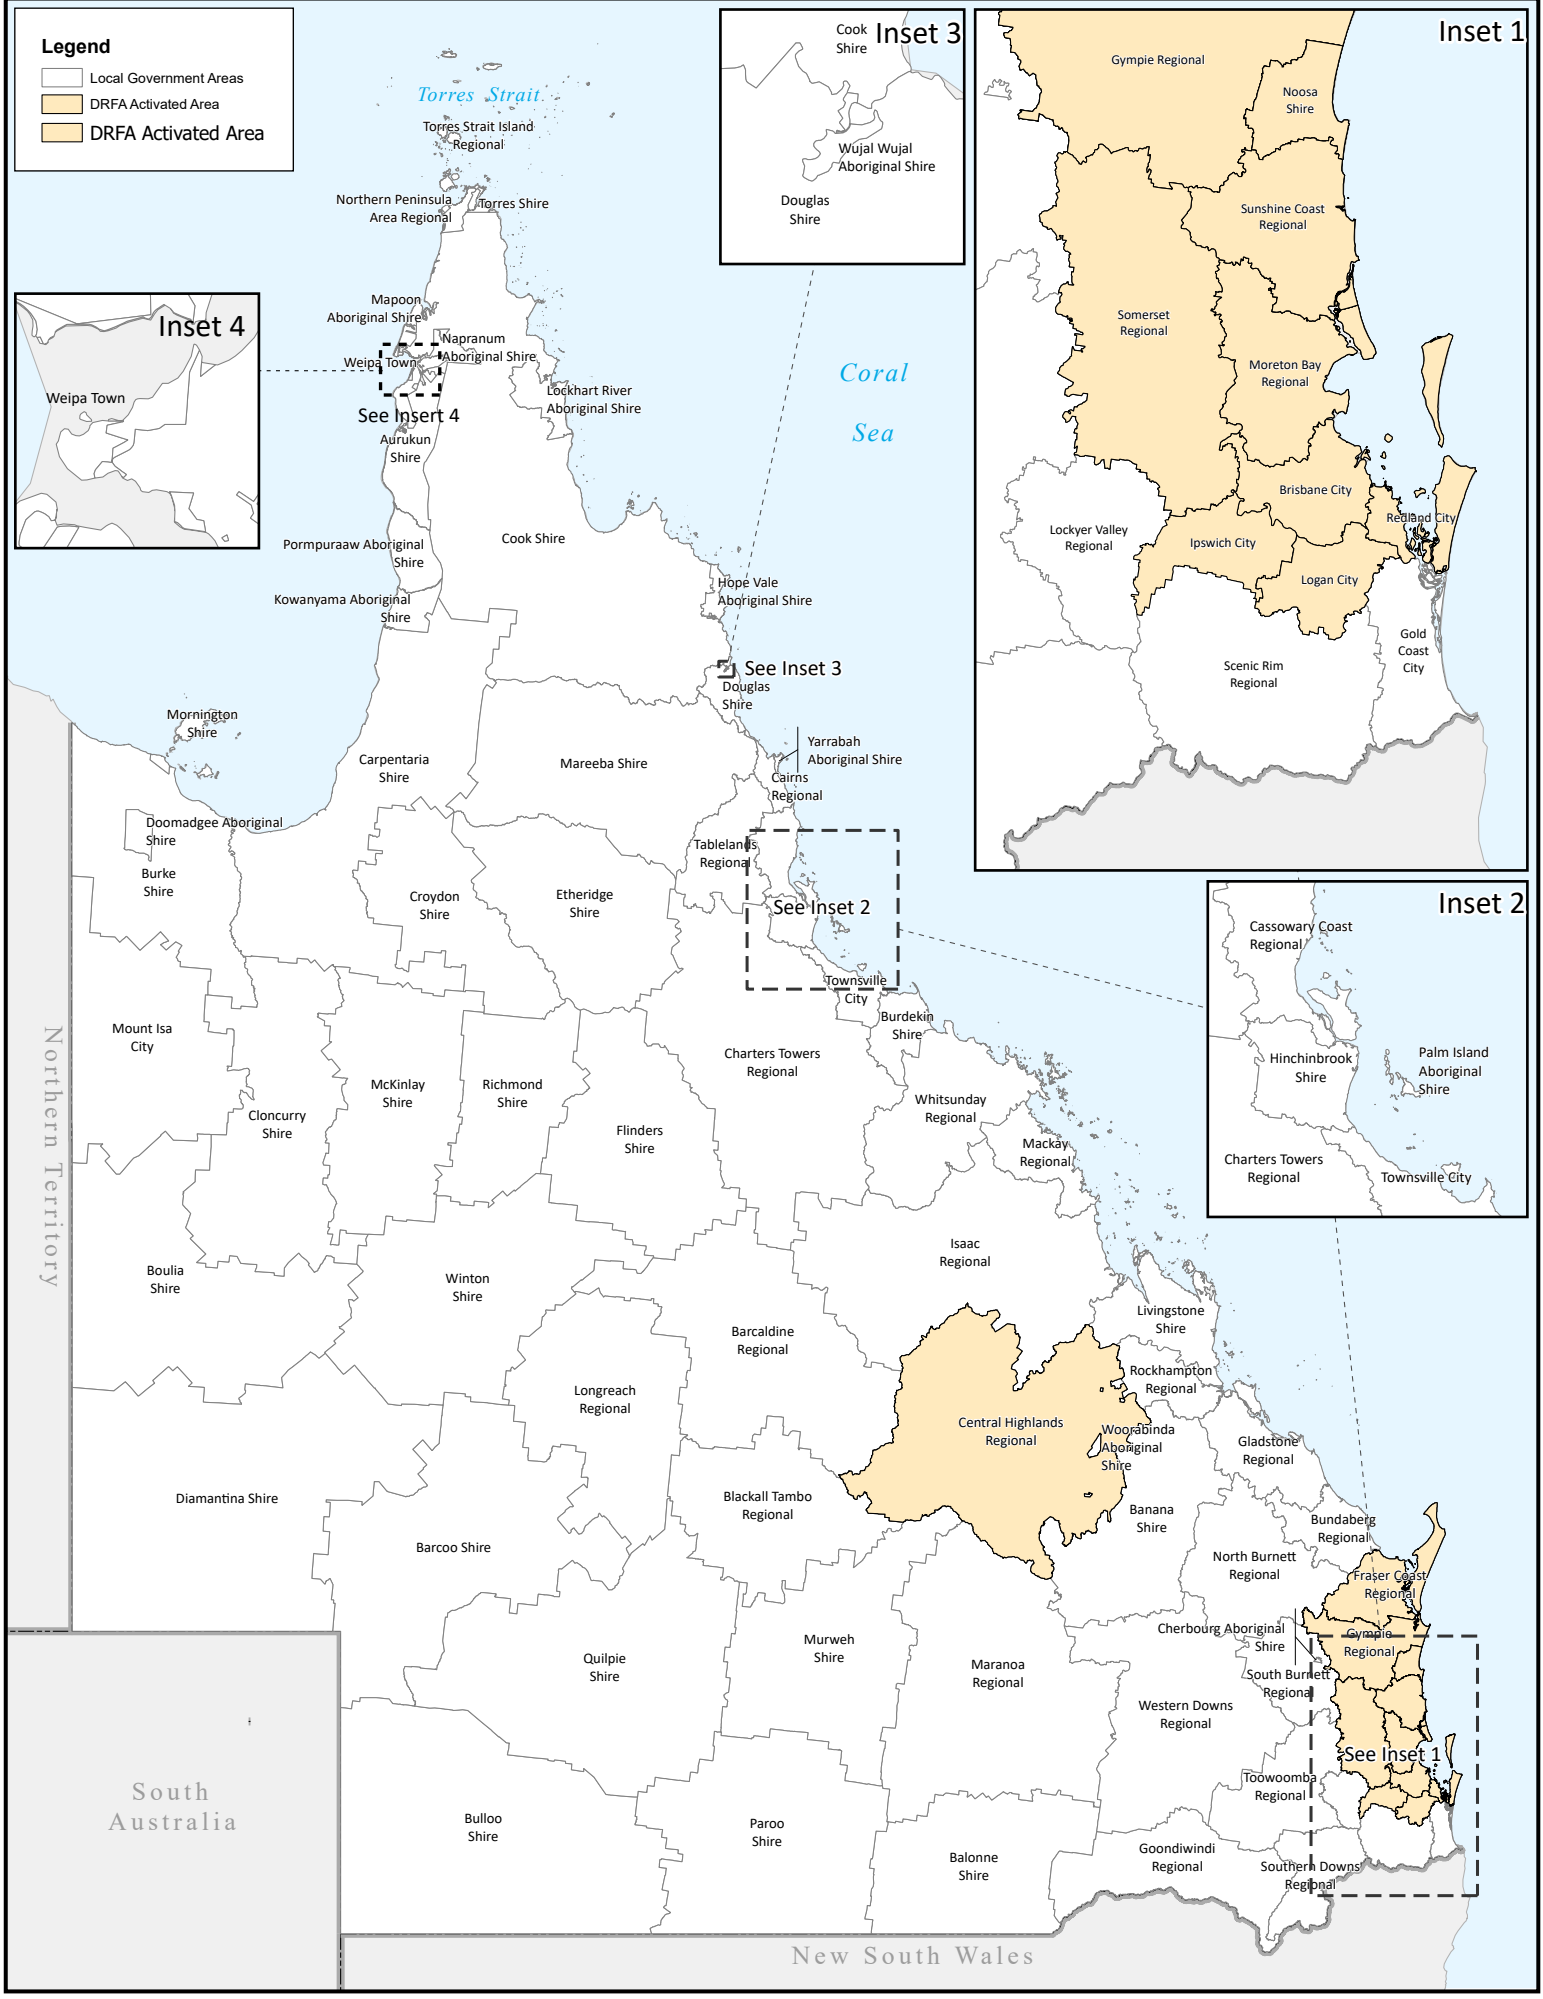 Legend
Local Government Areas
DRFA Activated Area
DRFA Activated Area
Torres Strait
Torres Strait Island
Regional
Northern Peninsula
Area Regional
Torres Shire
Mapoon
Aboriginal Shire
Napranum
Aboriginal Shire
Weipa Town
See Insert 4
Lockhart River
Aboriginal Shire
Aurukun
Shire
Coral
Sea
Cook Shire
Pormpuraaw Aboriginal
Shire
Kowanyama Aboriginal
Shire
Hope Vale
Aboriginal Shire
See Inset 3
Douglas
Shire
Mornington
Shire
Carpentaria
Shire
Mareeba Shire
Yarrabah
Aboriginal Shire
Cairns
Regional
Doomadgee Aboriginal
Shire
Burke
Shire
Tablelands
Regional
Croydon
Shire
Etheridge
Shire
See Inset 2
Townsville
City
Burdekin
Shire
Northern Territory
Mount Isa
City
Charters Towers
Regional
McKinlay
Shire
Richmond
Shire
Cloncurry
Shire
Flinders
Shire
Whitsunday
Regional
Mackay
Regional
Isaac
Regional
Boulia
Shire
Winton
Shire
Barcaldine
Regional
Livingstone
Shire
Longreach
Regional
Rockhampton
Regional
Central Highlands
Regional
Woorabinda
Aboriginal
Shire
Gladstone
Regional
Diamantina Shire
Blackall Tambo
Regional
Banana
Shire
Bundaberg
Regional
Barcoo Shire
North Burnett
Regional
Fraser Coast
Regional
Cherbourg Aboriginal
Shire
Gympie
Regional
Quilpie
Shire
Murweh
Shire
Maranoa
Regional
South Burnett
Regional
Western Downs
Regional
See Inset 1
Toowoomba
Regional
South
Australia
Bulloo
Shire
Paroo
Shire
Balonne
Shire
Goondiwindi
Regional
Southern Downs
Regional
New South Wales
Inset 4
Weipa Town
Inset 3
Cook
Shire
Wujal Wujal
Aboriginal Shire
Douglas
Shire
Inset 1
Gympie Regional
Noosa
Shire
Sunshine Coast
Regional
Somerset
Regional
Moreton Bay
Regional
Brisbane City
Redland City
Lockyer Valley
Regional
Ipswich City
Logan City
Gold
Coast
City
Scenic Rim
Regional
Inset 2
Cassowary Coast
Regional
Hinchinbrook
Shire
Palm Island
Aboriginal
Shire
Charters Towers
Regional
Townsville City